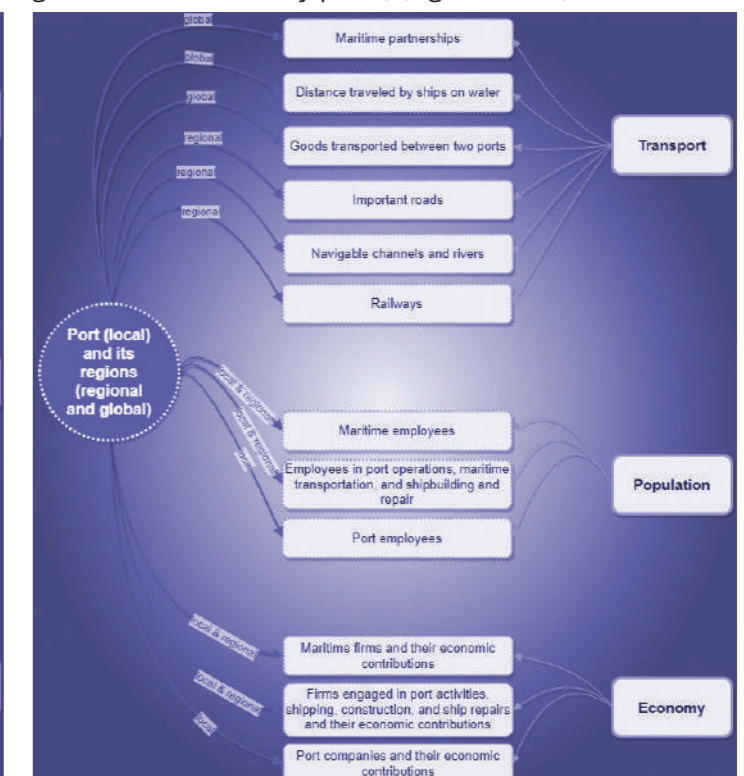 global
Maritime partnerships
global
Distance traveled by ships on water
global
Goods transported between two ports
Transport
regional
Important roads
regional
Navigable channels and rivers
regional
Railways
Port (local)
and its
regions
(regional
and global)
local & regional
Maritime employees
local & regional
Employees in port operations, maritime
transportation, and shipbuilding and
repair
Population
local
Port employees
local & regional
Maritime firms and their economic
contributions
local & regional
Firms engaged in port activities,
shipping, construction, and ship repairs
and their economic contributions
Economy
local
Port companies and their economic
contributions